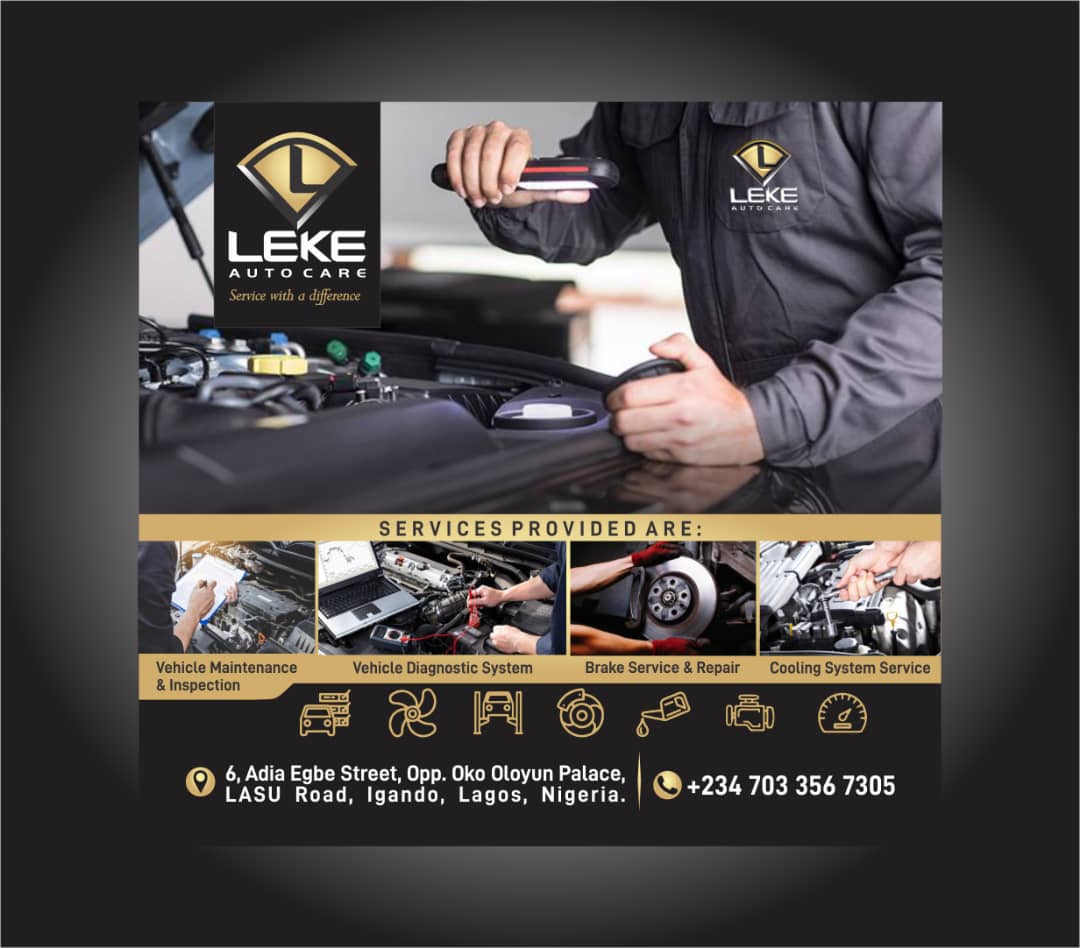 L
LEKE
AUTO CARE
Service with a difference
L
LEKE
AUTO CARE
SERVICES PROVIDED ARE:
Vehicle Maintenance
& Inspection
Vehicle Diagnostic System
Brake Service & Repair
Cooling System Service
6, Adia Egbe Street, Opp. Oko Oloyun Palace,
LASU Road, Igando, Lagos, Nigeria.
+234 703 356 7305